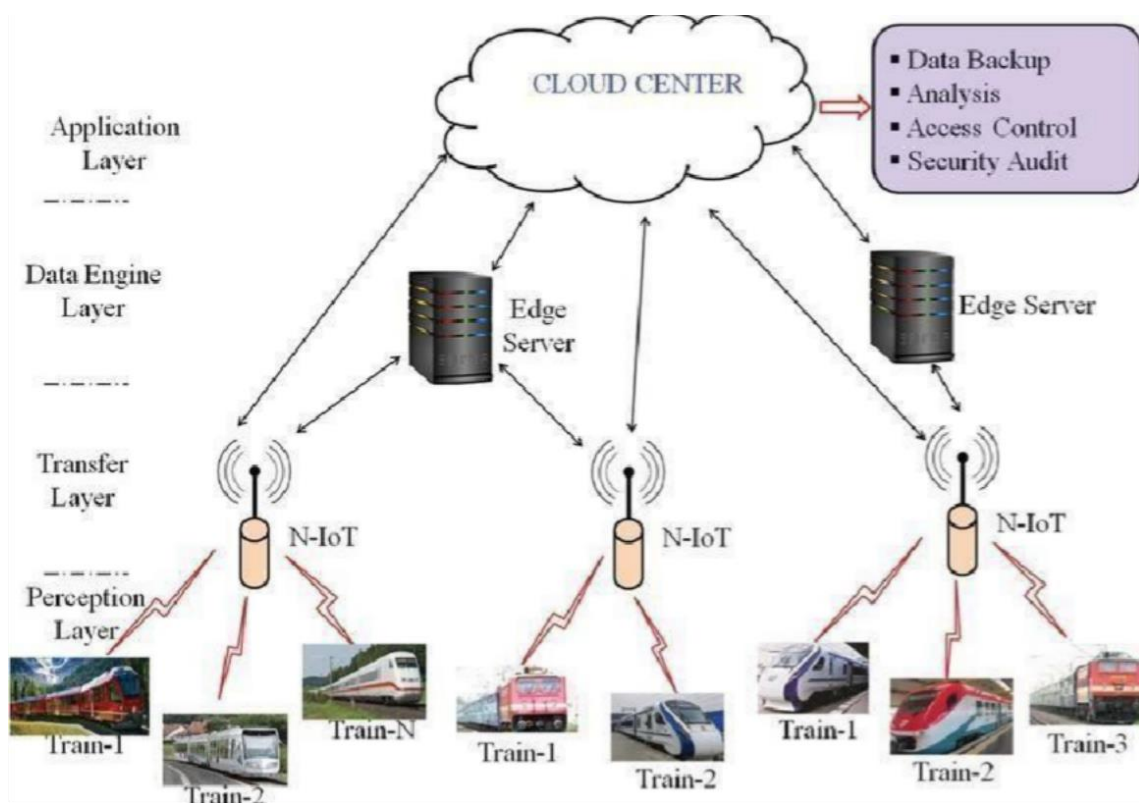 CLOUD CENTER
▪ Data Backup
▪ Analysis
▪ Access Control
▪ Security Audit
Application
Layer
Data Engine
Layer
Edge
Server
Edge Server
Transfer
Layer
N-IoT
N-IoT
N-IoT
Perception
Layer
Train-1
Train-2
Train-N
Train-1
Train-2
Train-1
Train-2
Train-3